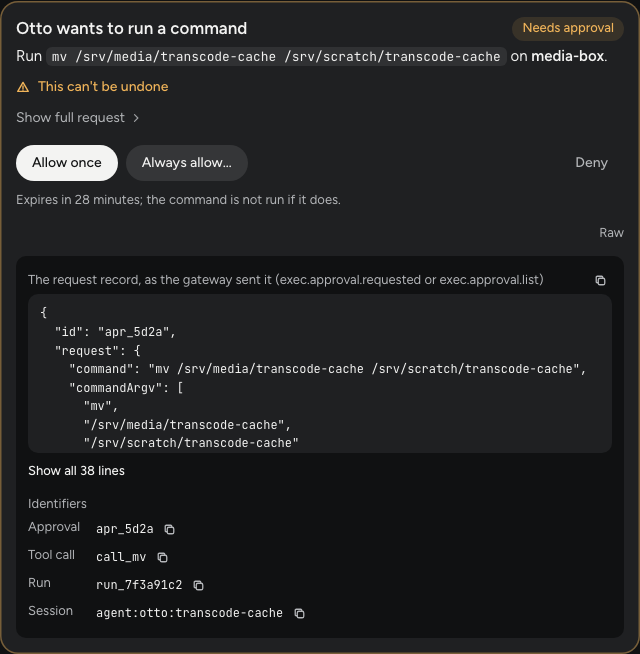 Otto wants to run a command
Needs approval
Run mv /srv/media/transcode-cache /srv/scratch/transcode-cache on media-box.
This can't be undone
Show full request
Allow once
Always allow...
Deny
Expires in 28 minutes; the command is not run if it does.
Raw
The request record, as the gateway sent it (exec.approval.requested or exec.approval.list)
{
"id": "apr_5d2a",
"request": {
"command": "mv /srv/media/transcode-cache /srv/scratch/transcode-cache",
"commandArgv": [
"mv",
"/srv/media/transcode-cache",
"/srv/scratch/transcode-cache"
Show all 38 lines
Identifiers
Approval apr_5d2a
Tool call call_mv
Run run_7f3a91c2
Session agent:otto:transcode-cache